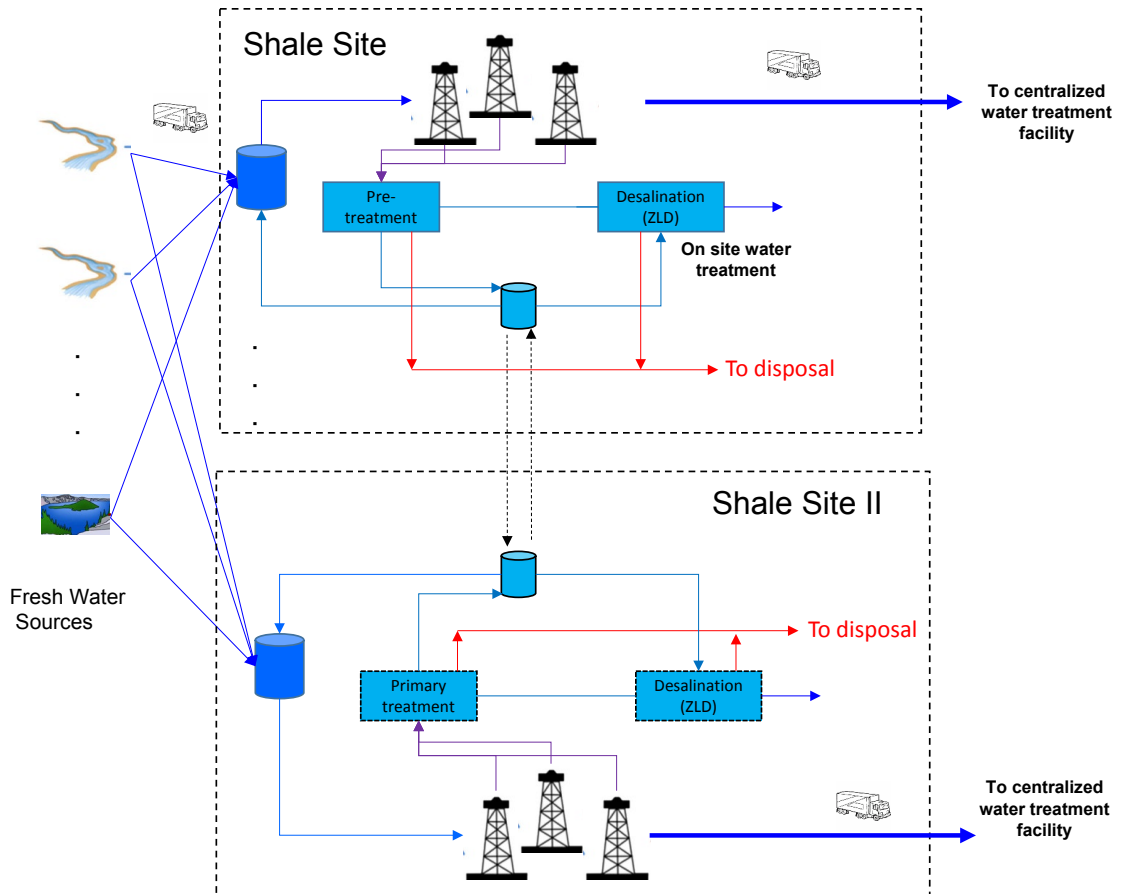 Shale Site
To centralized
water treatment
facility
Pre-
treatment
Desalination
(ZLD)
On site water
treatment
To disposal
Shale Site II
Fresh Water
Sources
To disposal
Primary
treatment
Desalination
(ZLD)
To centralized
water treatment
facility